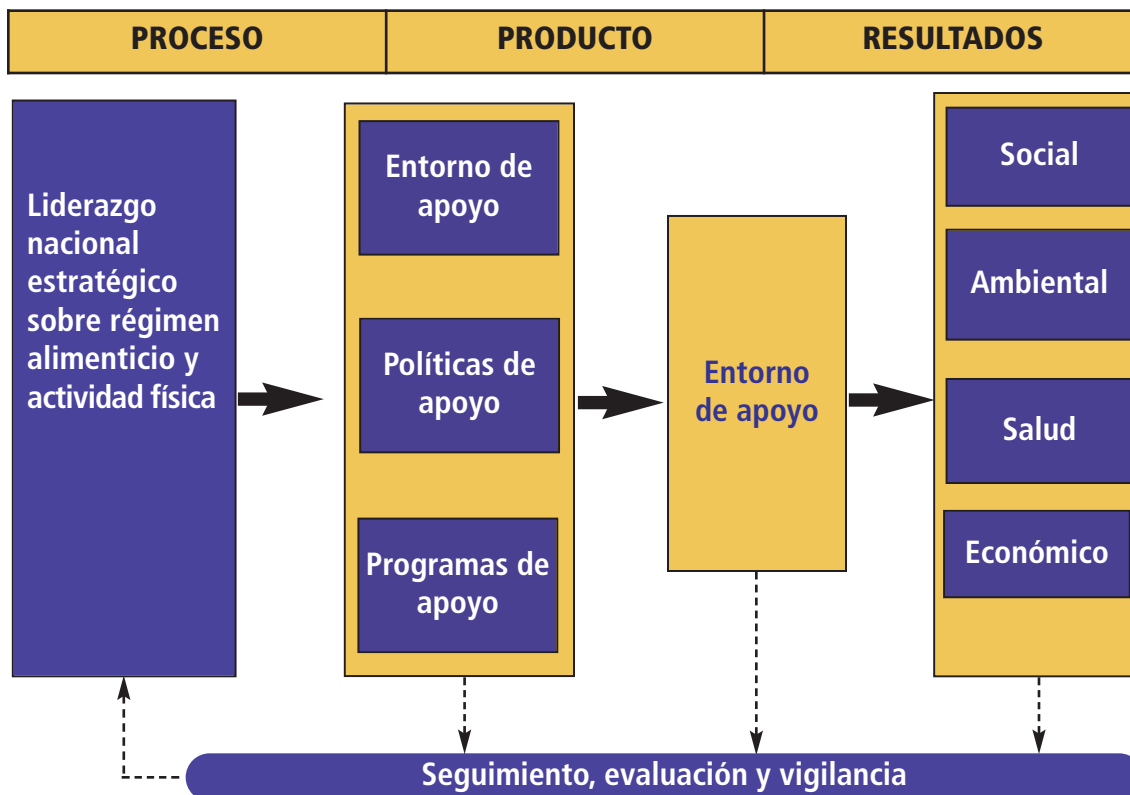 PROCESO
PRODUCTO
RESULTADOS
Liderazgo
nacional
estratégico
sobre régimen
alimenticio y
actividad física
Entorno de
apoyo
Políticas de
apoyo
Programas de
apoyo
Entorno
de apoyo
Social
Ambiental
Salud
Económico
Seguimiento, evaluación y vigilancia